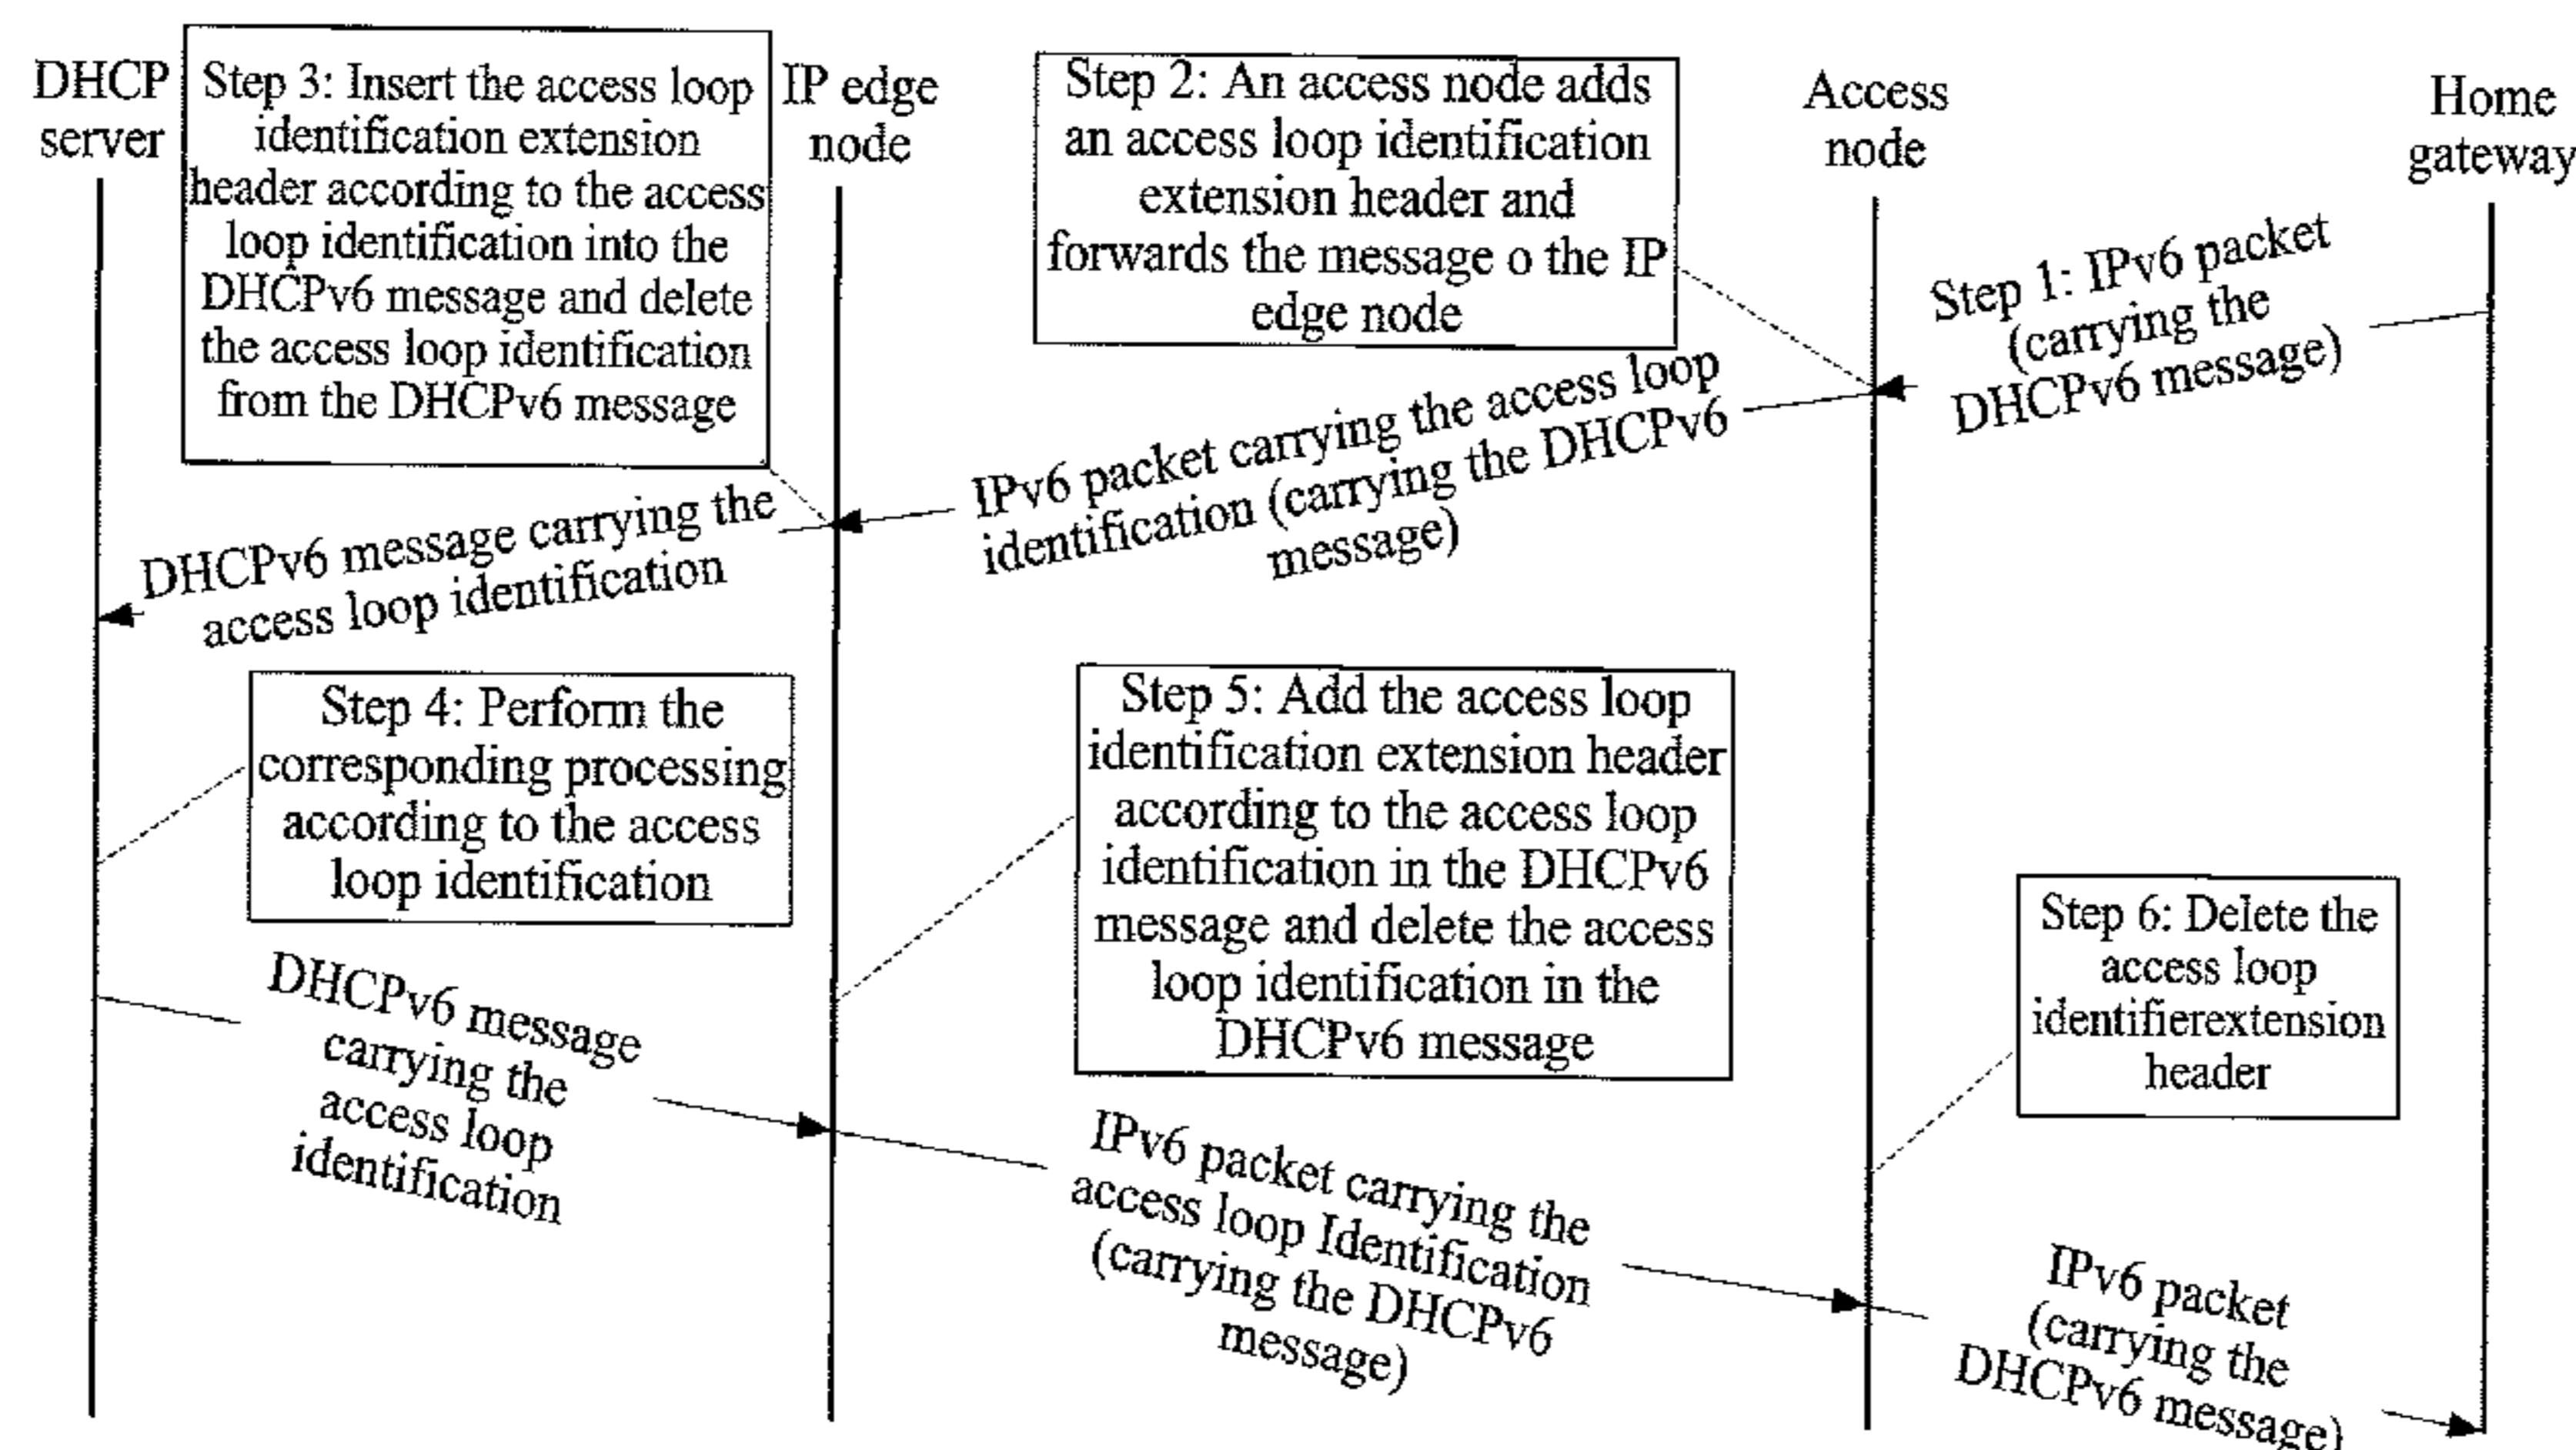 DHCP
server
Step 3: Insert the access loop
identification extension
header according to the access
loop identification into the
DHCPv6 message and delete
the access loop identification
from the DHCPv6 message
IP edge
node
Step 2: An access node adds
an access loop identification
extension header and
forwards the message o the IP
edge node
Access
node
Home
gateway
Step 1: IPv6 packet
(carrying the
DHCPv6 message)
IPv6 packet carrying the access loop
identification (carrying the DHCPv6
message)
DHCPv6 message carrying the
access loop identification
Step 4: Perform the
corresponding processing
according to the access
loop identification
Step 5: Add the access loop
identification extension header
according to the access loop
identification in the DHCPv6
message and delete the access
loop identification in the
DHCPv6 message
Step 6: Delete the
access loop
identifierextension
header
DHCPv6 message
carrying the
access loop
identification
IPv6 packet carrying the
access loop Identification
(carrying the DHCPv6
message)
IPv6 packet
(carrying the
DHCPv6 message)